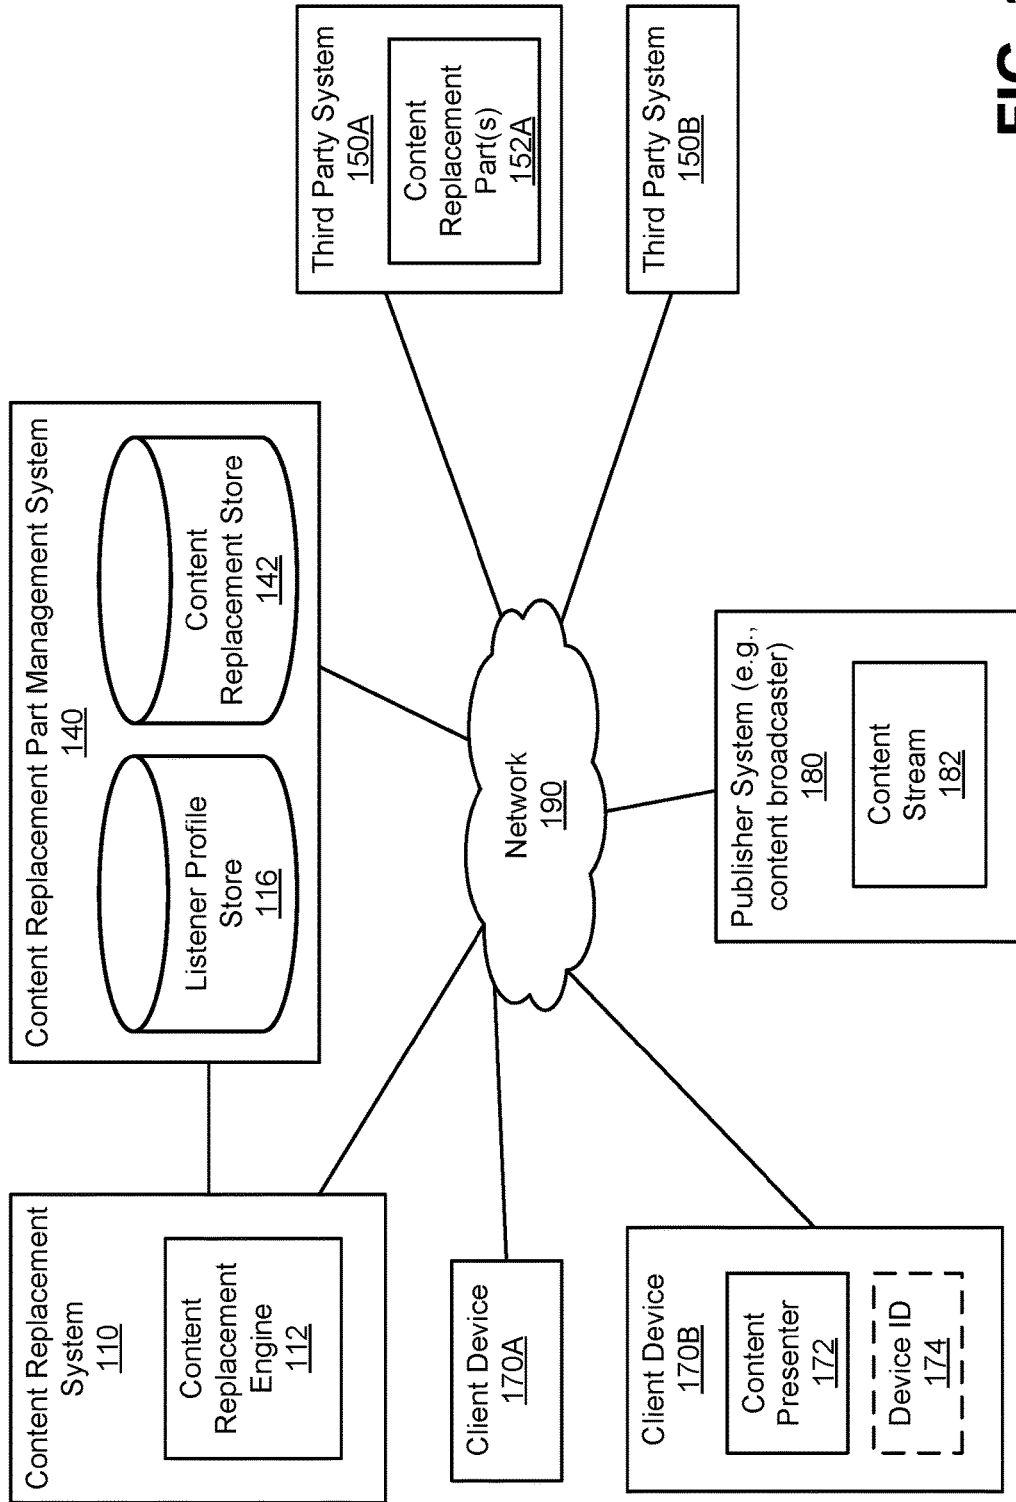 Content Replacement
System
110
Content
Replacement
Engine
112
Content Replacement Part Management System
140
Listener Profile
Store
116
Content
Replacement Store
142
Third Party System
150A
Content
Replacement
Part(s)
152A
Client Device
170A
Network
190
Third Party System
150B
Client Device
170B
Content
Presenter
172
Device ID
174
Publisher System (e.g.,
content broadcaster)
180
Content
Stream
182
FIG.